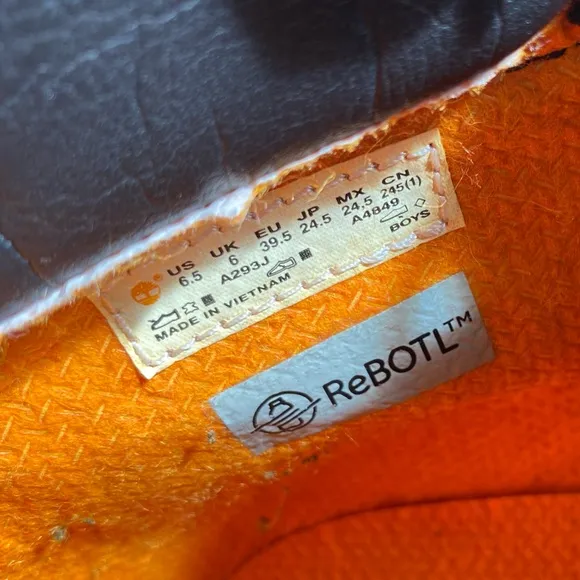 US UK EU JP MX CN
6.5 6 39.5 24.5 24,5 245(1)
A293J A4849
MADE IN VIETNAM BOYS
ReBOTL™